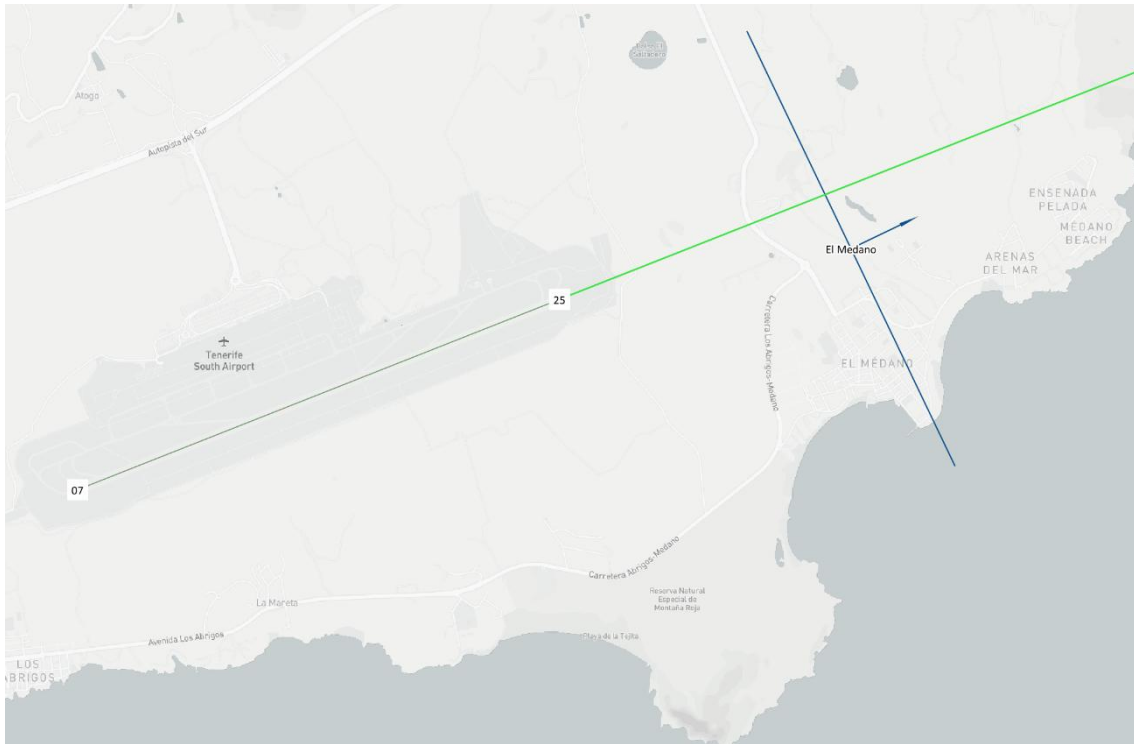 Atogo
Autopista del Sur
ENSENADA
PELADA
MÉDANO
BEACH
El Medano
ARENAS
DEL MAR
25
Tenerife
South Airport
Carretera Los Abrigos-Medano
EL MÉDANO
07
Carretera Abrigos-Medano
La Mareta
Reserva Natural
Especial de
Montaña Roja
Avenida Los Abrigos
Playa de la Tejita
LOS
ABRIGOS